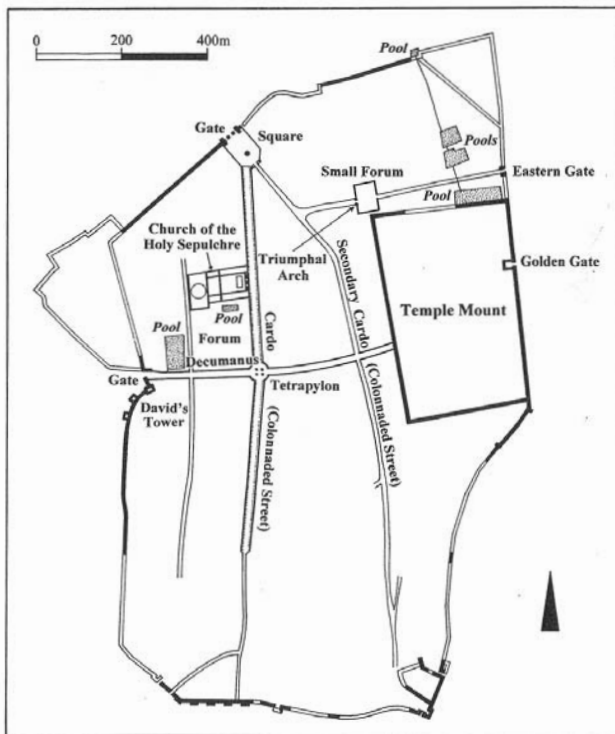 0 200 400m
Pool
Gate
Square
Pools
Small Forum
Eastern Gate
Pool
Church of the
Holy Sepulchre
Triumphal
Arch
Golden Gate
Secondary Cardo
(Colonnaded Street)
Temple Mount
Pool
Pool
Forum
Cardo
(Colonnaded Street)
Decumanus
Gate
Tetrapylon
David's
Tower